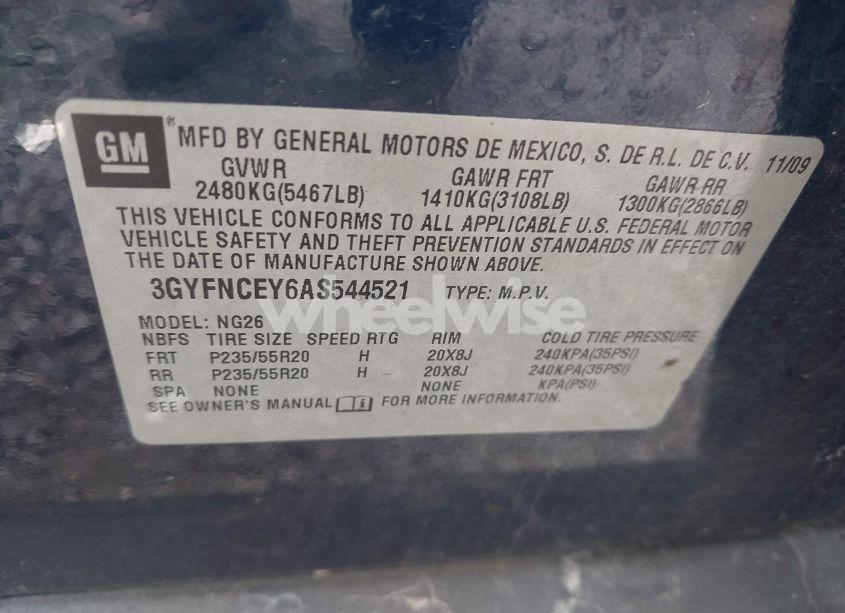 GM ® MFD BY GENERAL MOTORS DE MEXICO, S. DE R.L. DE C.V. 11/09
GVWR GAWR FRT GAWR RR
2480KG(5467LB) 1410KG(3108LB) 1300KG(2866LB)
THIS VEHICLE CONFORMS TO ALL APPLICABLE U.S. FEDERAL MOTOR
VEHICLE SAFETY AND THEFT PREVENTION STANDARDS IN EFFECT ON
THE DATE OF MANUFACTURE SHOWN ABOVE.
3GYFNCEY6AS544521 TYPE: M.P.V.
wheelwise
MODEL: NG26
NBFS TIRE SIZE SPEED RTG RIM COLD TIRE PRESSURE
FRT P235/55R20 H 20X8J 240KPA(35PSI)
RR P235/55R20 H 20X8J 240KPA(35PSI)
SPA NONE NONE KPA(PSI)
SEE OWNER'S MANUAL i FOR MORE INFORMATION.